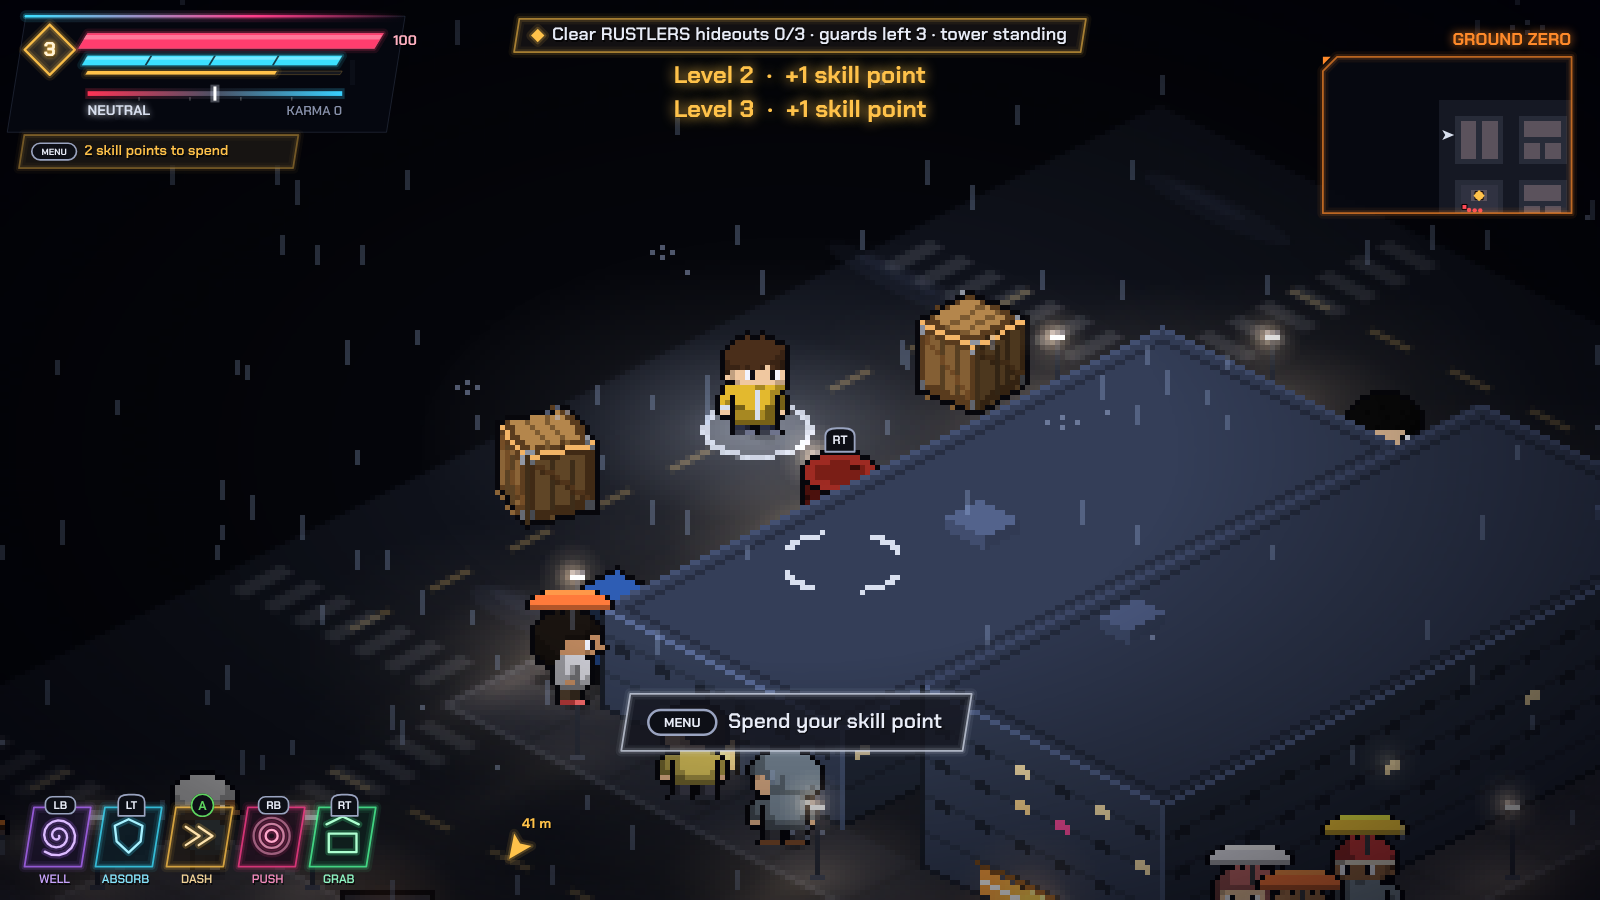 3
100
NEUTRAL
KARMA 0
MENU 2 skill points to spend
Clear RUSTLERS hideouts 0/3 · guards left 3 · tower standing
Level 2 · +1 skill point
Level 3 · +1 skill point
GROUND ZERO
RT
MENU Spend your skill point
41 m
LB
LT
A
RB
RT
WELL
ABSORB
DASH
PUSH
GRAB